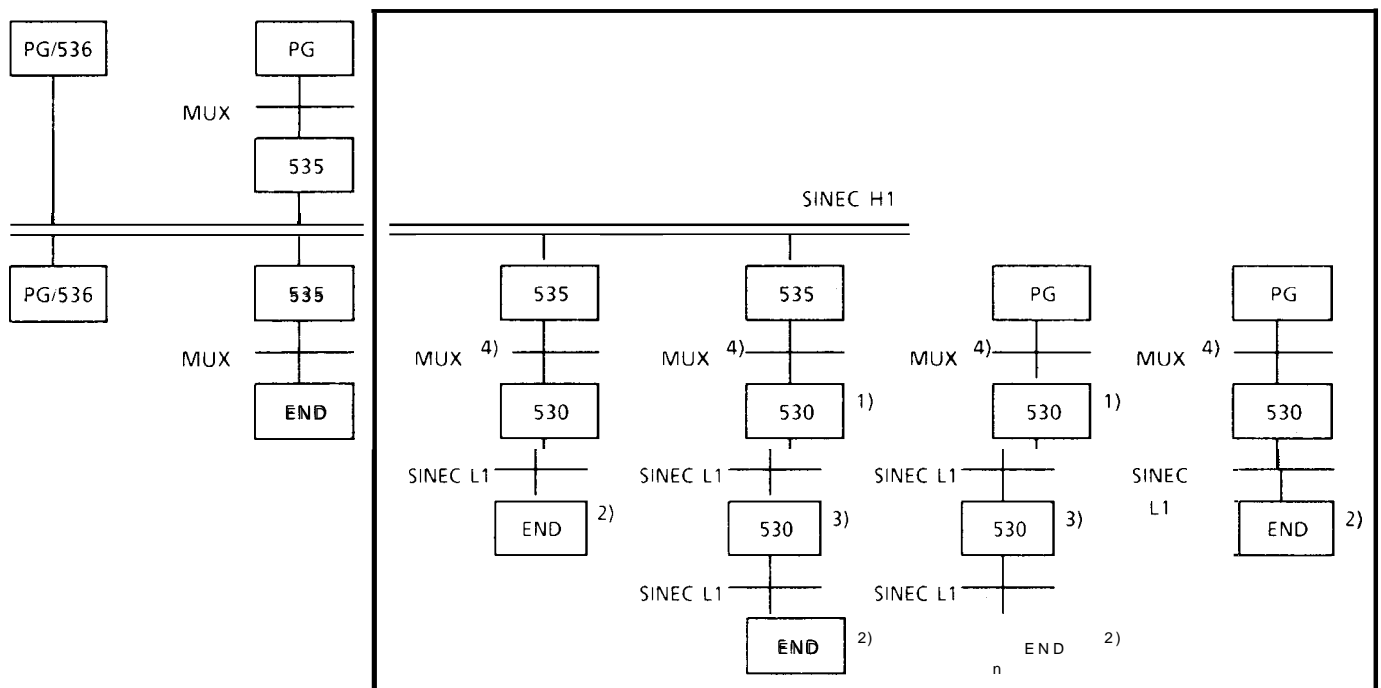 PG/536 PG
MUX
535
SINEC H1
PG/536 535 535 535 PG PG
MUX MUX 4) MUX 4) MUX 4) MUX 4)
END 530 530 1) 530 1) 530
SINEC L1 SINEC L1 SINEC L1 SINEC
L1
END 2) 530 3) 530 3) END 2)
SINEC L1 SINEC L1
END 2) END 2)
n